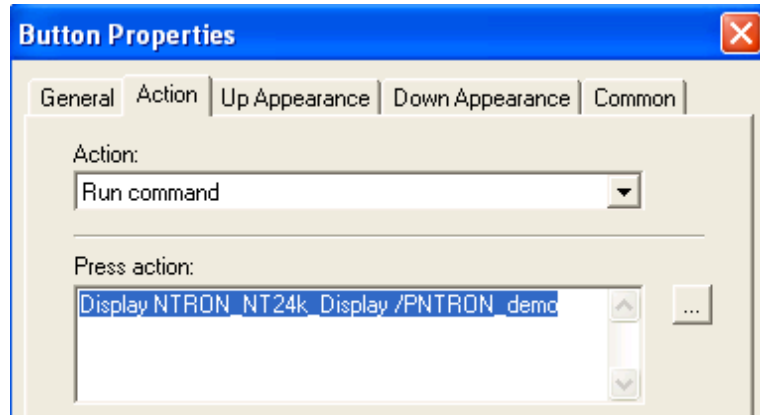 Button Properties
General Action Up Appearance Down Appearance Common
Action:
Run command
Press action:
Display NTRON_NT24k_Display /PNTRON_demo
...